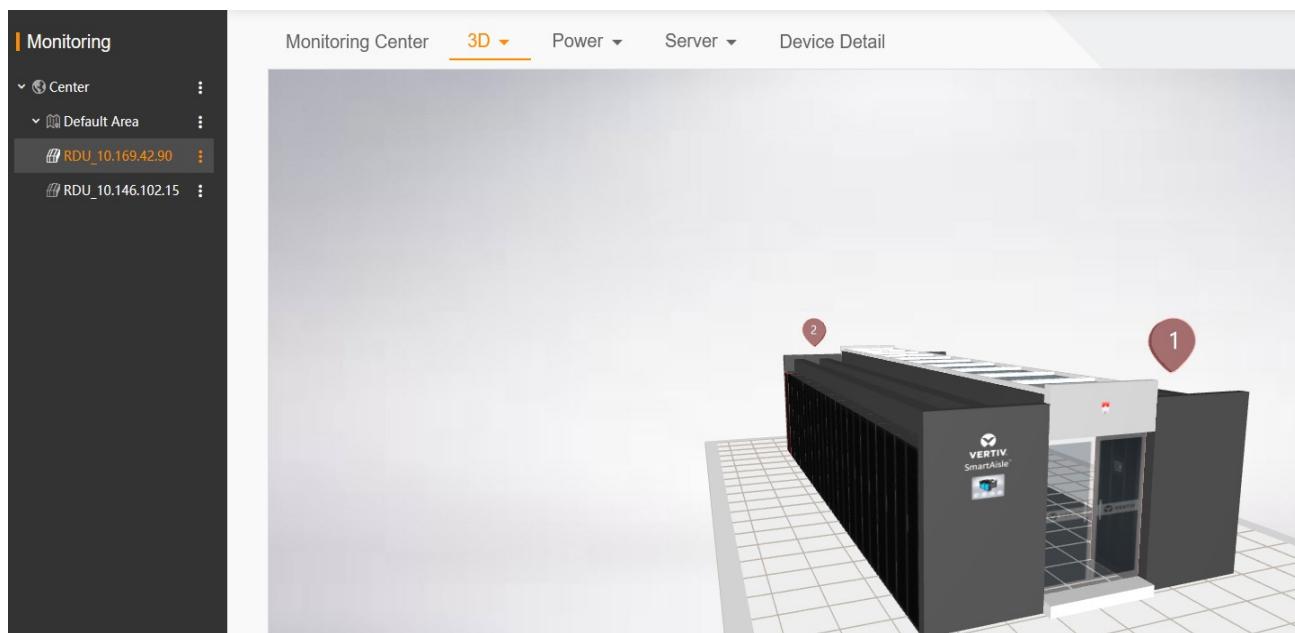 Monitoring
Center
Default Area
RDU_10.169.42.90
RDU_10.146.102.15
Monitoring Center 3D Power Server Device Detail
2
1
VERTIV
SmartAisle
VERTIV